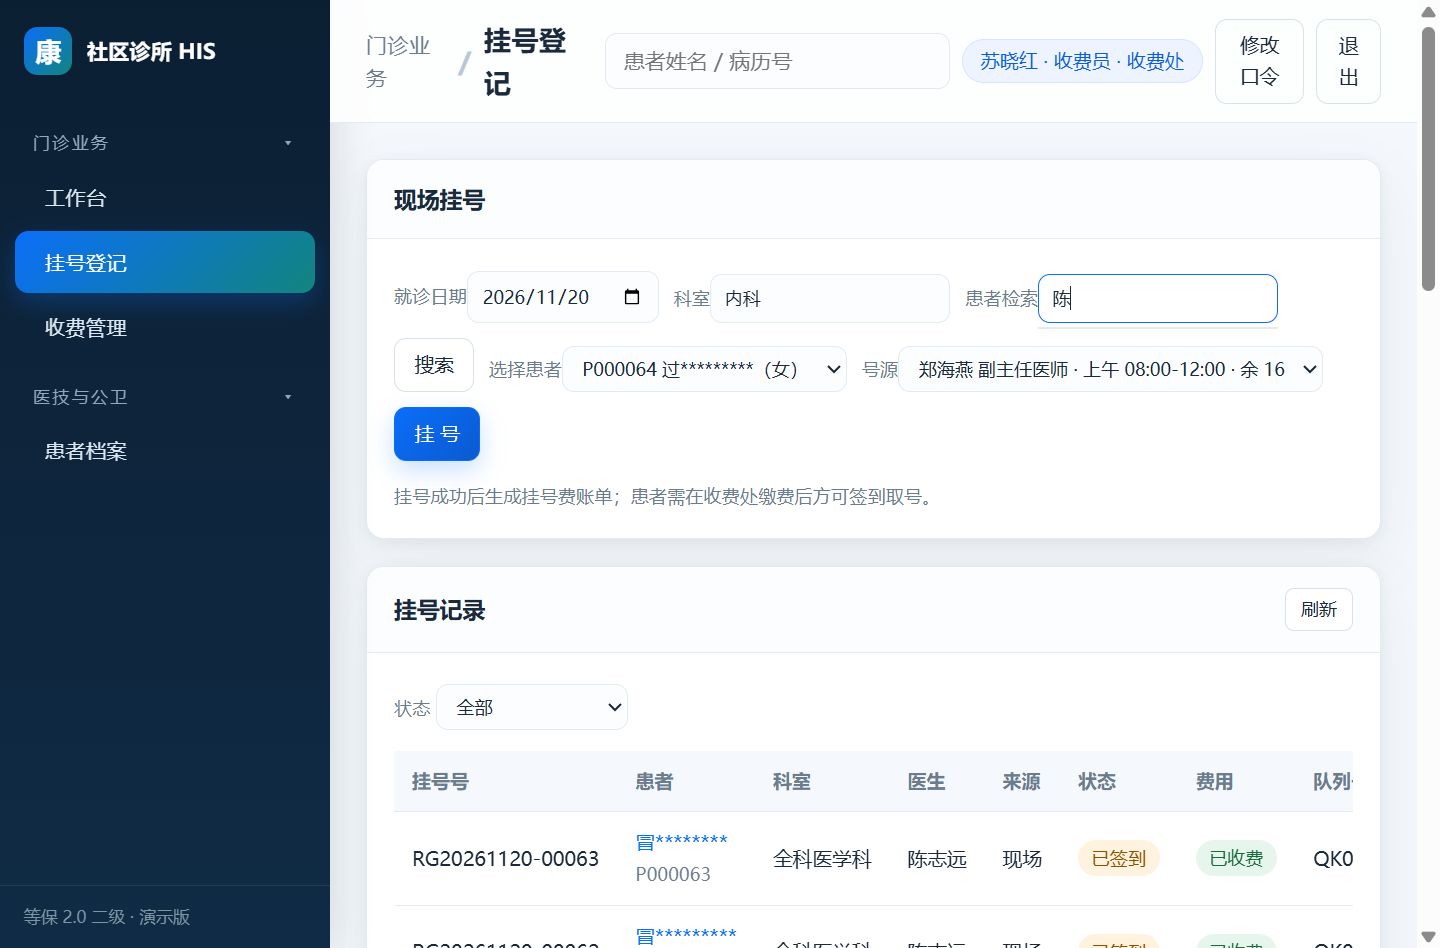 康 社区诊所 HIS
门诊业务
工作台
挂号登记
收费管理
医技与公卫
患者档案
等保 2.0 二级 · 演示版
门诊业务 / 挂号登记
患者姓名 / 病历号
苏晓红 · 收费员 · 收费处
修改口令
退出
现场挂号
就诊日期 2026/11/20 科室 内科 患者检索 陈
搜索 选择患者 P000064 过*********（女） 号源 郑海燕 副主任医师 · 上午 08:00-12:00 · 余 16
挂 号
挂号成功后生成挂号费账单；患者需在收费处缴费后方可签到取号。
挂号记录 刷新
状态 全部
挂号号 患者 科室 医生 来源 状态 费用 队列
RG20261120-00063 冒******** P000063 全科医学科 陈志远 现场 已签到 已收费 QK0
冒*********